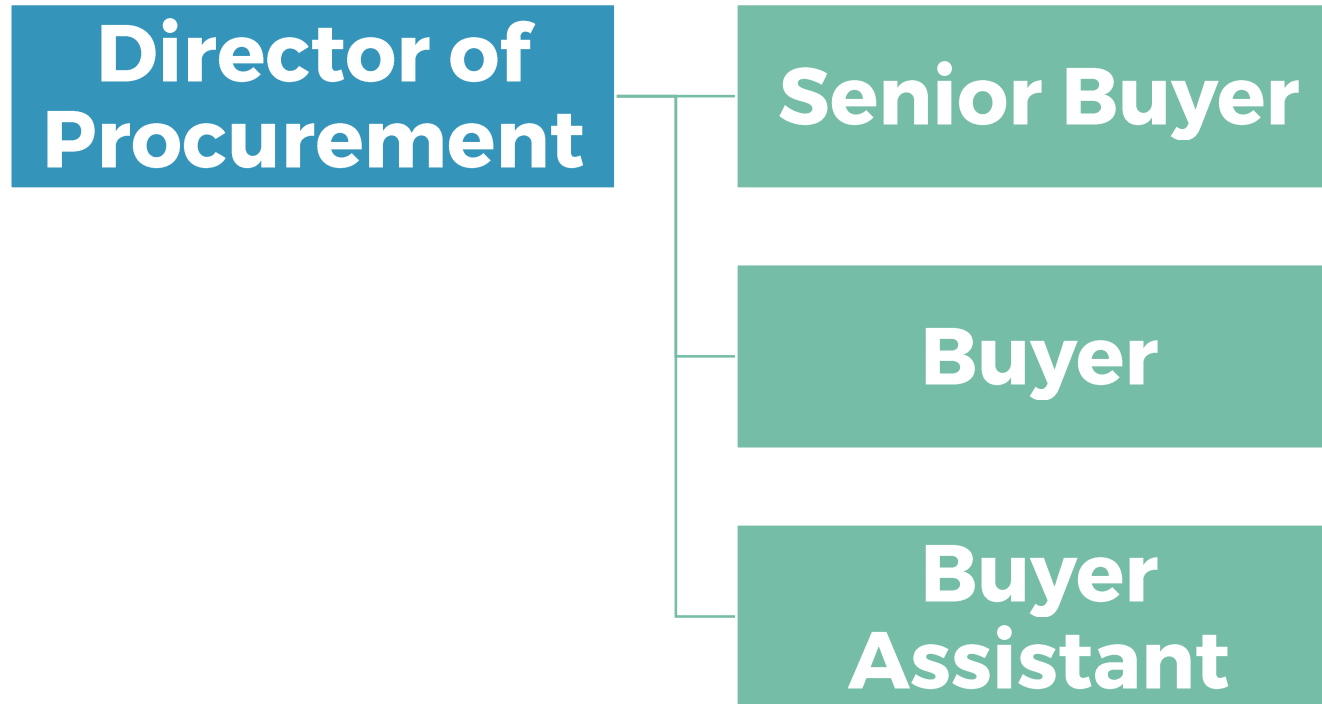 Director of
Procurement
Senior Buyer
Buyer
Buyer
Assistant